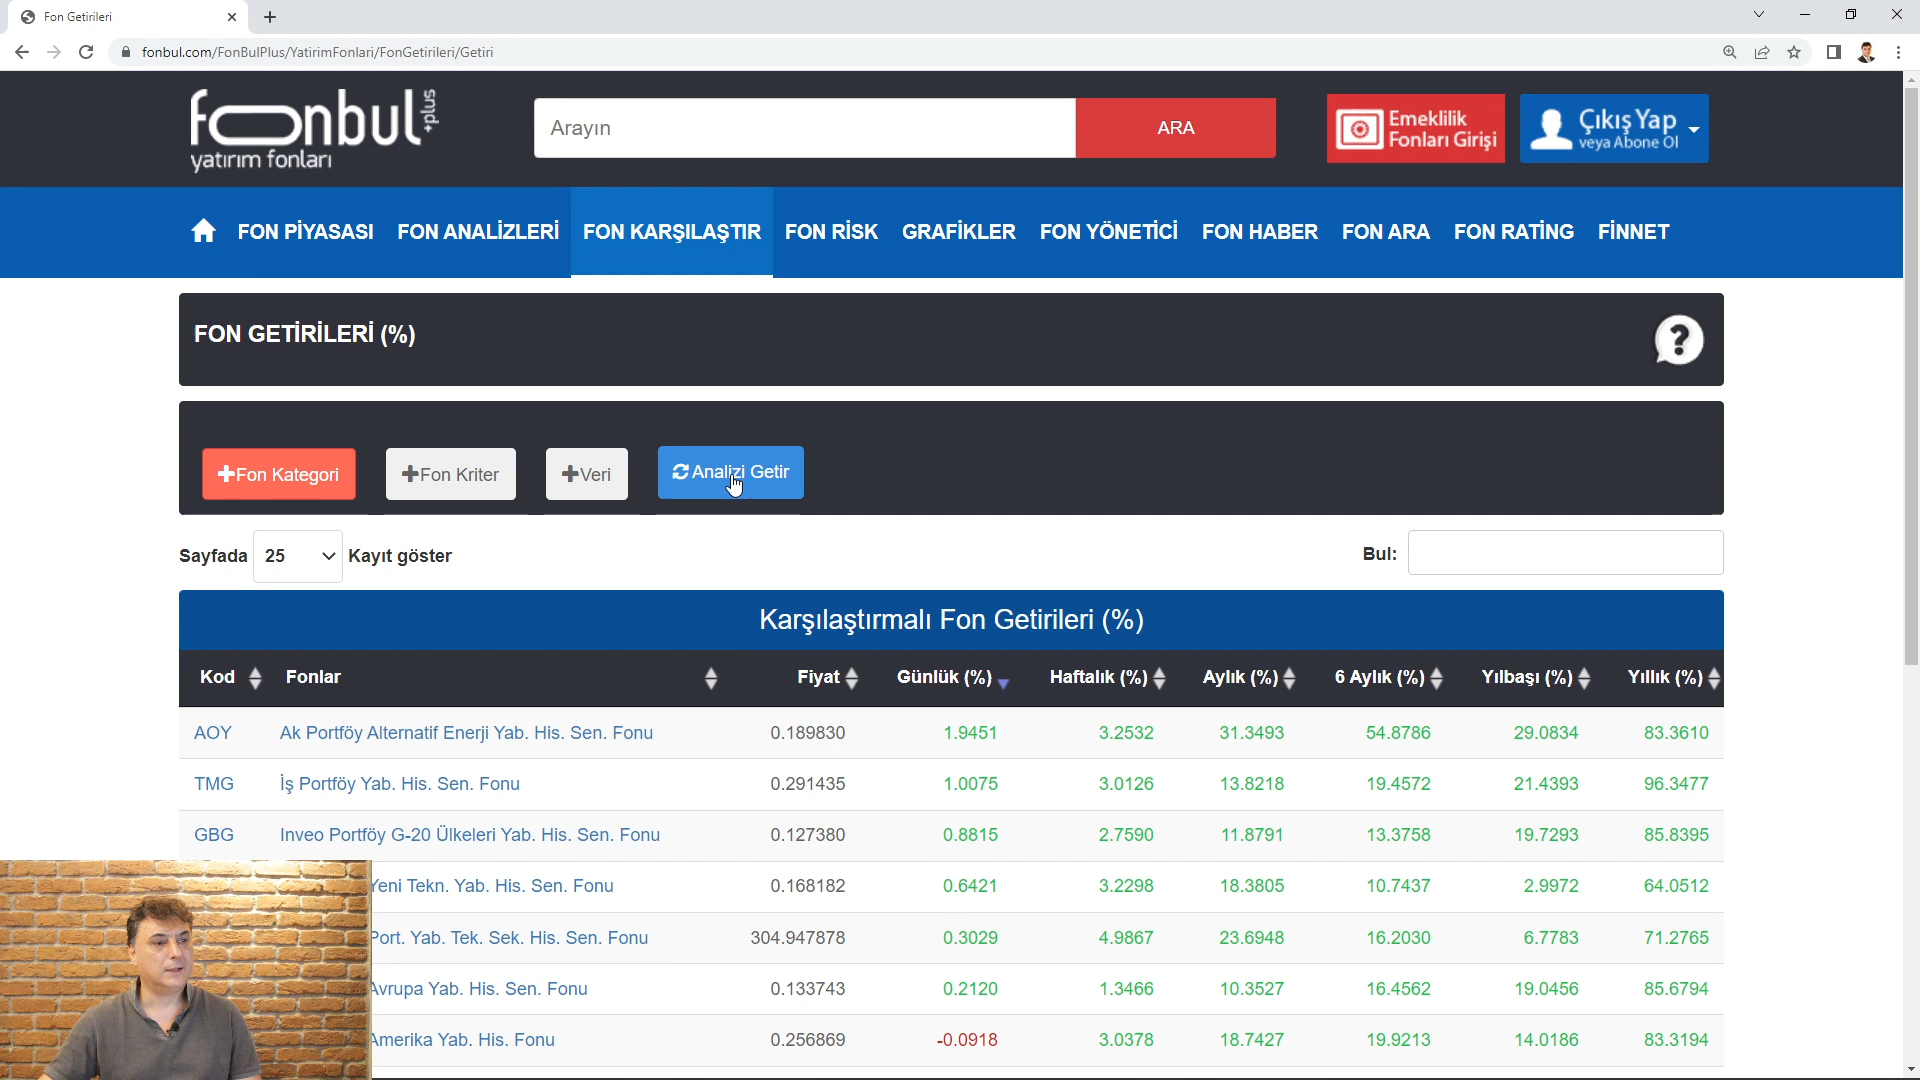 Fon Getirileri
fonbul.com/FonBulPlus/YatirimFonlari/FonGetirileri/Getiri
fonbul +plus
yatırım fonları
Arayın
ARA
Emeklilik
Fonları Girişi
Çıkış Yap
veya Abone Ol
FON PİYASASI FON ANALİZLERİ FON KARŞILAŞTIR FON RİSK GRAFİKLER FON YÖNETİCİ FON HABER FON ARA FON RATİNG FİNNET
FON GETİRİLERİ (%)
?
+Fon Kategori +Fon Kriter +Veri Analizi Getir
Sayfada 25 Kayıt göster
Bul:
Karşılaştırmalı Fon Getirileri (%)
Kod Fonlar Fiyat Günlük (%) Haftalık (%) Aylık (%) 6 Aylık (%) Yılbaşı (%) Yıllık (%)
AOY Ak Portföy Alternatif Enerji Yab. His. Sen. Fonu 0.189830 1.9451 3.2532 31.3493 54.8786 29.0834 83.3610
TMG İş Portföy Yab. His. Sen. Fonu 0.291435 1.0075 3.0126 13.8218 19.4572 21.4393 96.3477
GBG Inveo Portföy G-20 Ülkeleri Yab. His. Sen. Fonu 0.127380 0.8815 2.7590 11.8791 13.3758 19.7293 85.8395
Yeni Tekn. Yab. His. Sen. Fonu 0.168182 0.6421 3.2298 18.3805 10.7437 2.9972 64.0512
Port. Yab. Tek. Sek. His. Sen. Fonu 304.947878 0.3029 4.9867 23.6948 16.2030 6.7783 71.2765
Avrupa Yab. His. Sen. Fonu 0.133743 0.2120 1.3466 10.3527 16.4562 19.0456 85.6794
Amerika Yab. His. Fonu 0.256869 -0.0918 3.0378 18.7427 19.9213 14.0186 83.3194